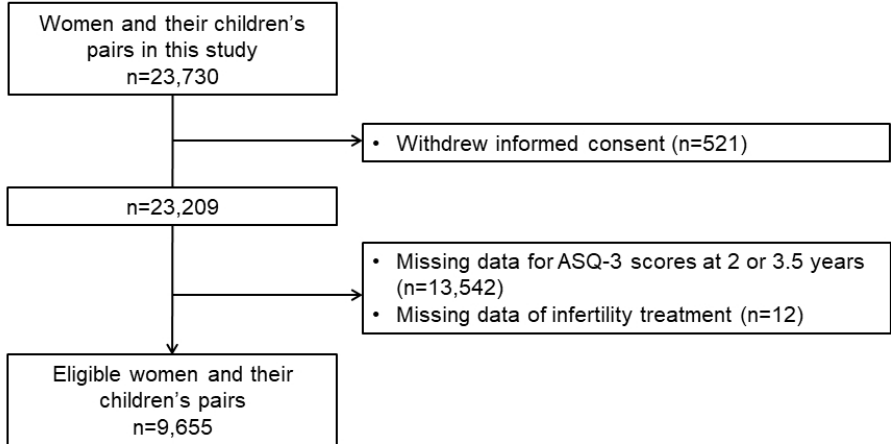 Women and their children’s
pairs in this study
n=23,730
• Withdrew informed consent (n=521)
n=23,209
• Missing data for ASQ-3 scores at 2 or 3.5 years
(n=13,542)
• Missing data of infertility treatment (n=12)
Eligible women and their
children’s pairs
n=9,655